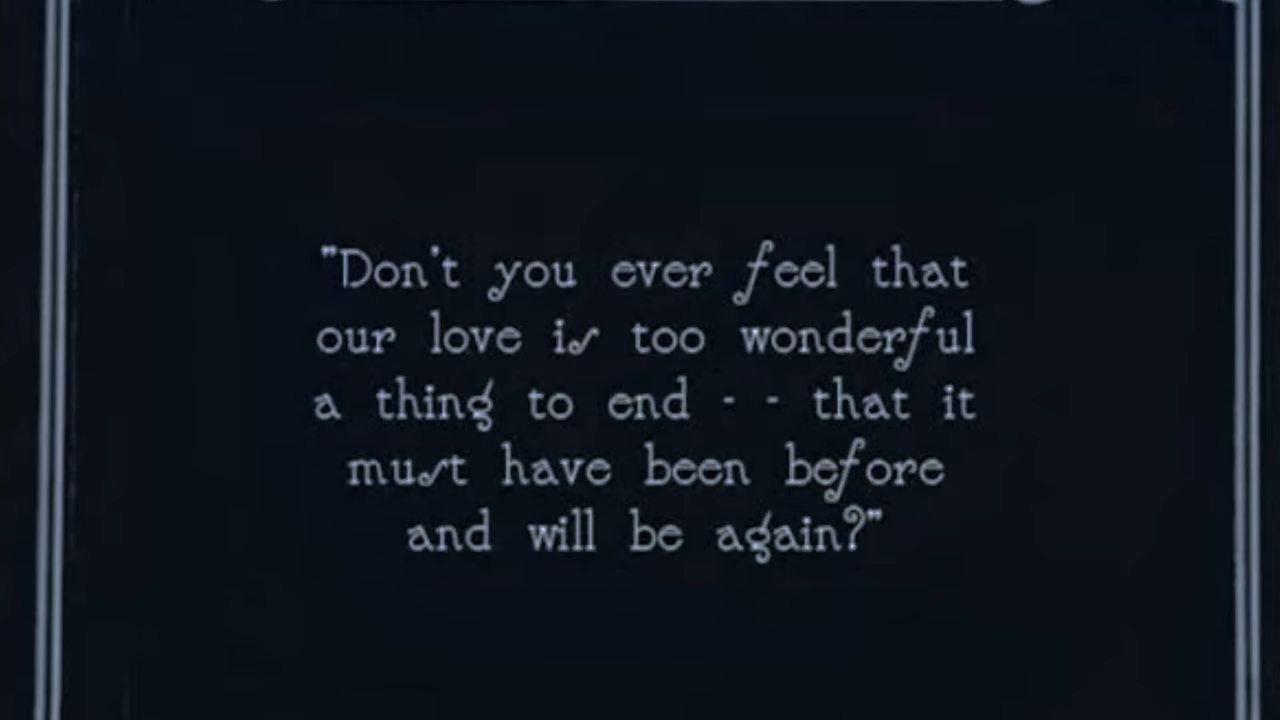 "Don't you ever feel that
our love is too wonderful
a thing to end - - that it
must have been before
and will be again?"